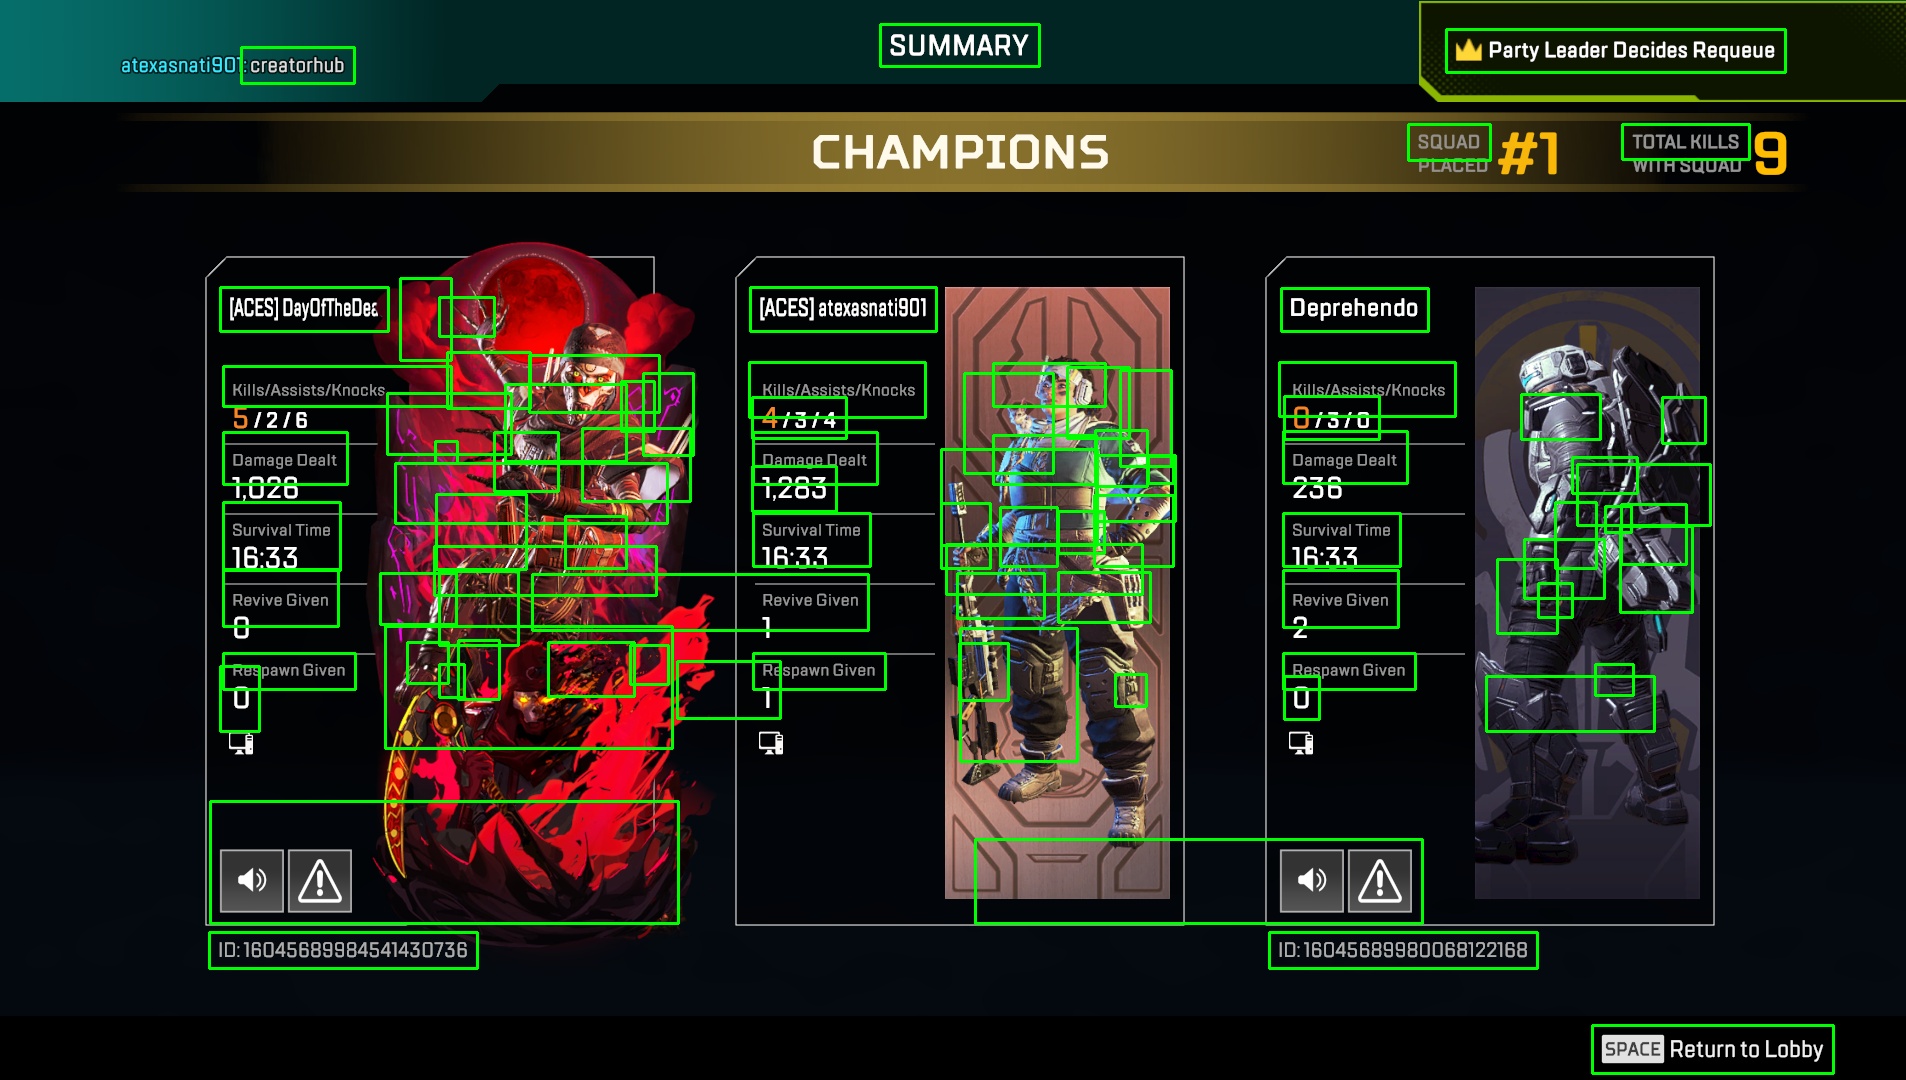 atexasnati901: creatorhub
SUMMARY
Party Leader Decides Requeue
CHAMPIONS
SQUAD PLACED #1
TOTAL KILLS WITH SQUAD 9
[ACES] DayOfTheDea
Kills/Assists/Knocks
5 / 2 / 6
Damage Dealt
1,026
Survival Time
16:33
Revive Given
0
Respawn Given
0
ID: 16045689984541430736
[ACES] atexasnati901
Kills/Assists/Knocks
4 / 3 / 4
Damage Dealt
1,283
Survival Time
16:33
Revive Given
1
Respawn Given
1
Deprehendo
Kills/Assists/Knocks
0 / 3 / 0
Damage Dealt
236
Survival Time
16:33
Revive Given
2
Respawn Given
0
ID: 16045689980068122168
SPACE Return to Lobby